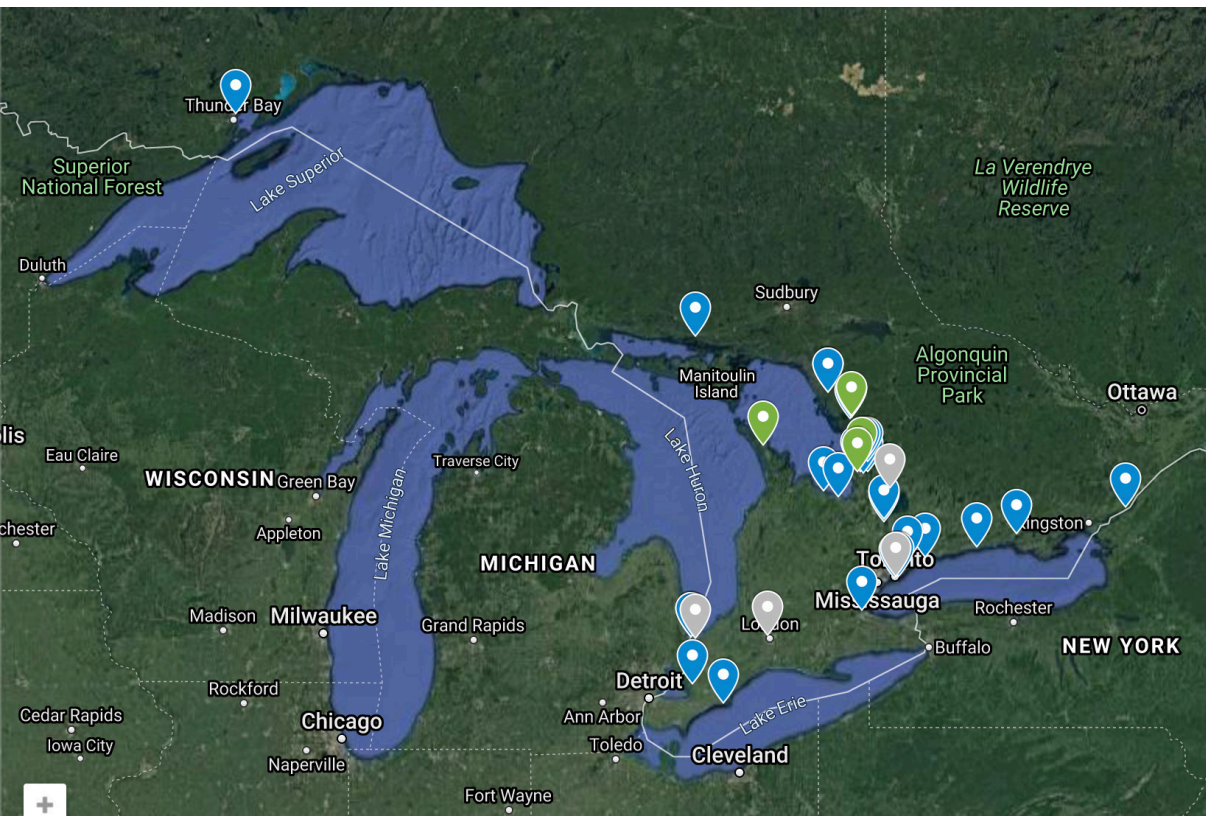 Thunder Bay
Superior
National Forest
Lake Superior
La Verendrye
Wildlife
Reserve
Duluth
Sudbury
Algonquin
Provincial
Park
Manitoulin
Island
Ottawa
lis
Eau Claire
WISCONSIN
Green Bay
Traverse City
Lake Huron
Lake Michigan
chester
Appleton
ingston
MICHIGAN
Toronto
Mississauga
Madison
Milwaukee
Grand Rapids
London
Rochester
Buffalo
NEW YORK
Detroit
Rockford
Ann Arbor
Lake Erie
Cedar Rapids
Chicago
Iowa City
Naperville
Toledo
Cleveland
Fort Wayne
+